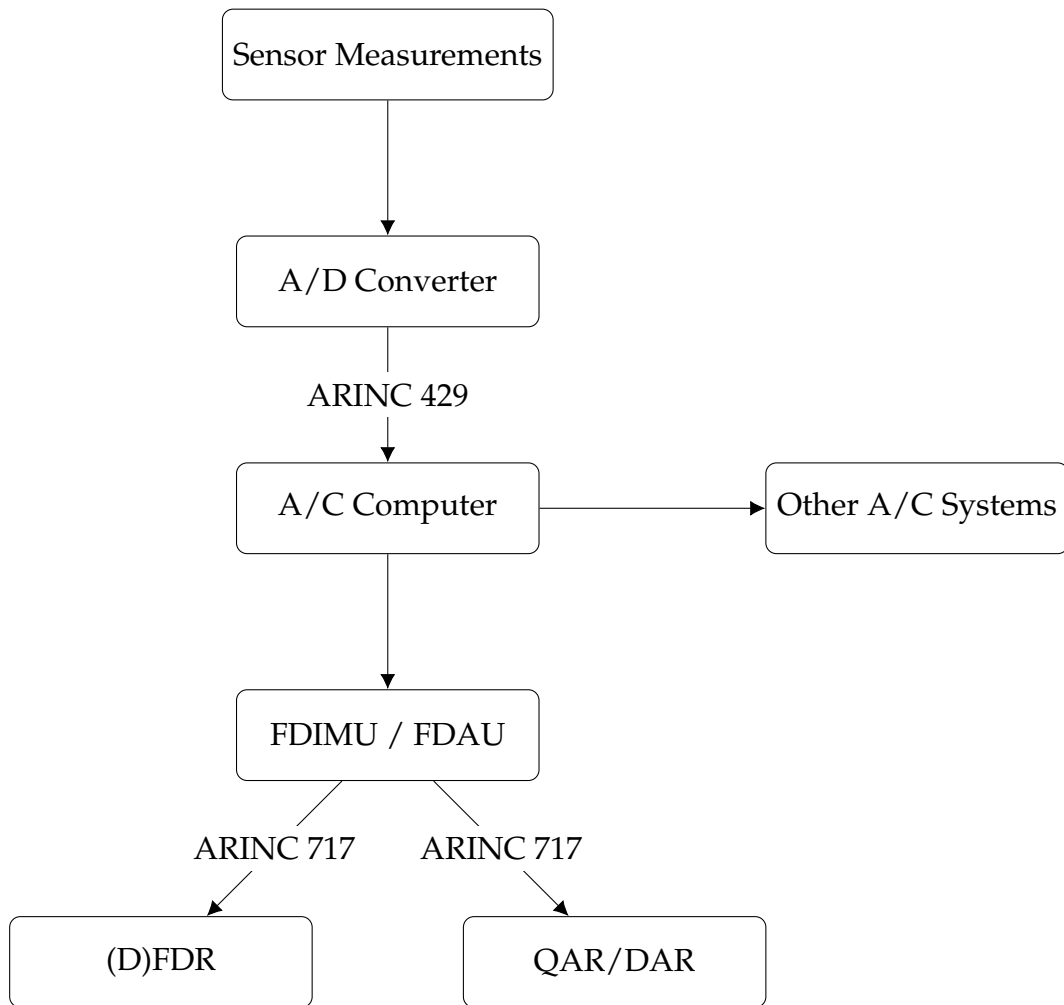 Sensor Measurements
A/D Converter
ARINC 429
A/C Computer
Other A/C Systems
FDIMU / FDAU
ARINC 717
ARINC 717
(D)FDR
QAR/DAR